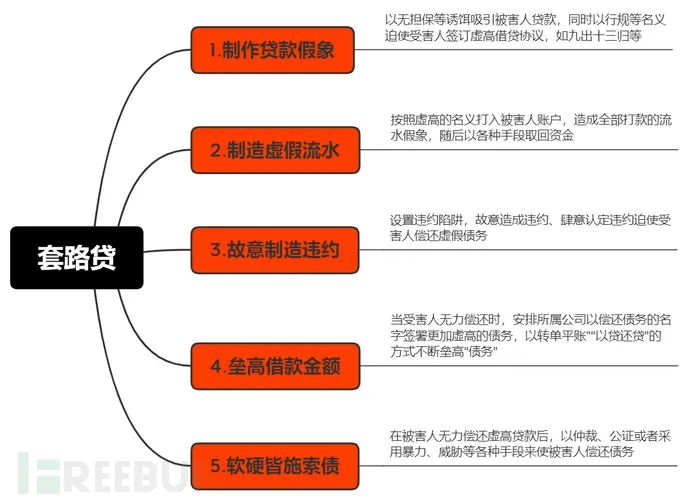 套路贷
1.制作贷款假象
以无担保等诱饵吸引被害人贷款，同时以行规等名义
迫使受害人签订虚高借贷协议，如九出十三归等
2.制造虚假流水
按照虚高的名义打入被害人账户，造成全部打款的流
水假象，随后以各种手段取回资金
3.故意制造违约
设置违约陷阱，故意造成违约、肆意认定违约迫使受
害人偿还虚假债务
4.垒高借款金额
当受害人无力偿还时，安排所属公司以偿还债务的名
字签署更加虚高的债务，以转单平账""以贷还贷"的
方式不断垒高"债务"
5.软硬皆施索债
在被害人无力偿还虚高贷款后，以仲裁、公证或者采
用暴力、威胁等各种手段来使被害人偿还债务
FREEBU